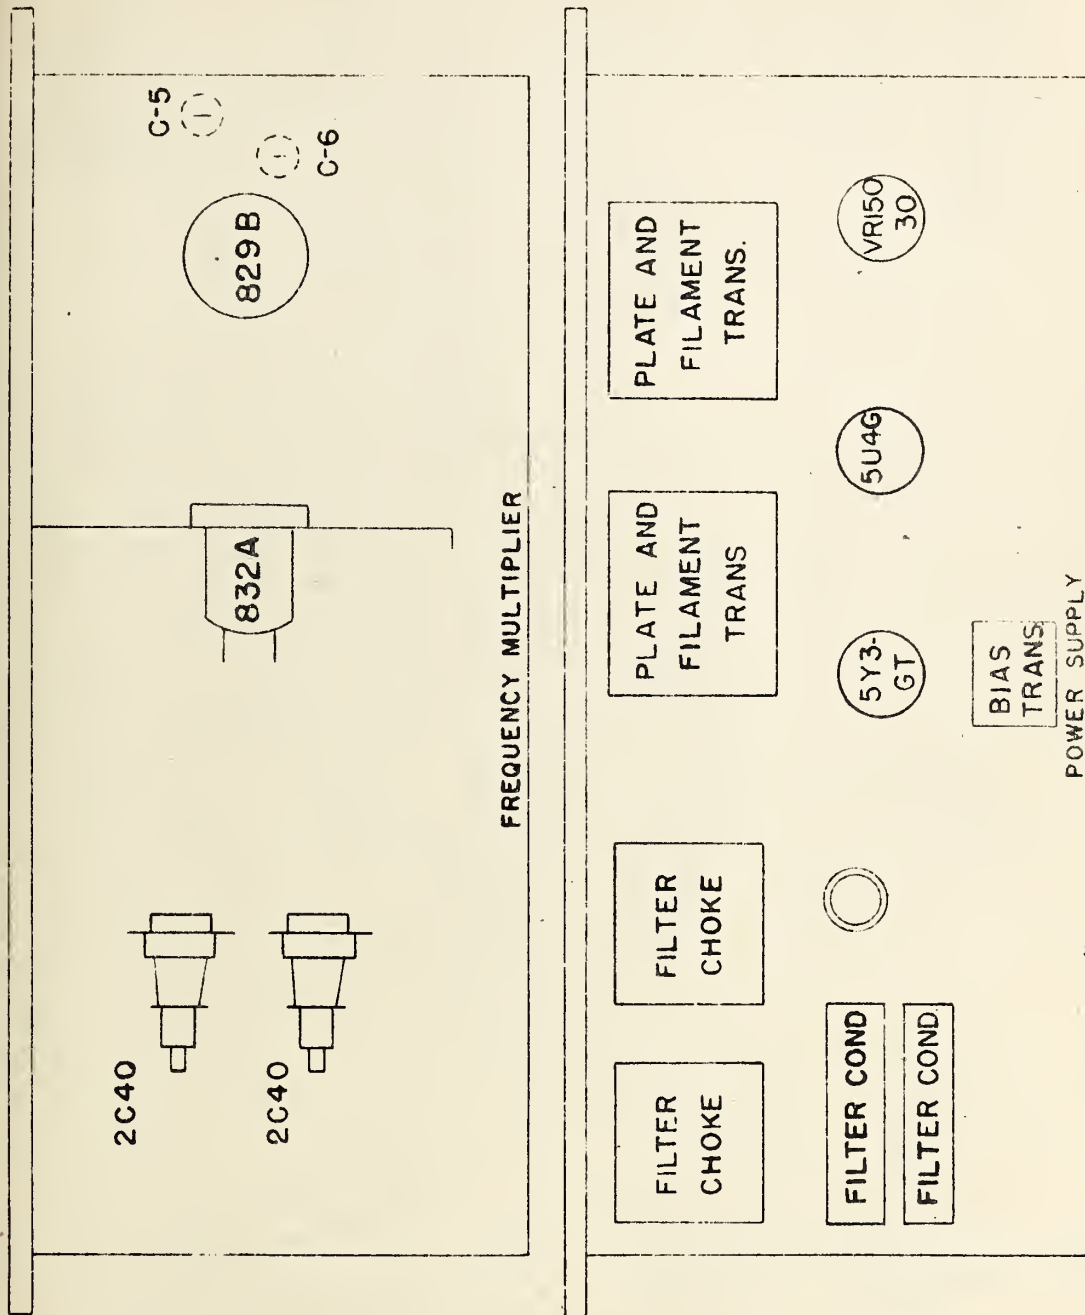 2C40
2C40
832A
829B
C-5
C-6
FREQUENCY MULTIPLIER
FILTER
CHOKE
FILTER
CHOKE
PLATE AND
FILAMENT
TRANS
PLATE AND
FILAMENT
TRANS.
FILTER COND
FILTER COND.
5Y3-
GT
5U4G
VR150
30
BIAS
TRANS
POWER SUPPLY